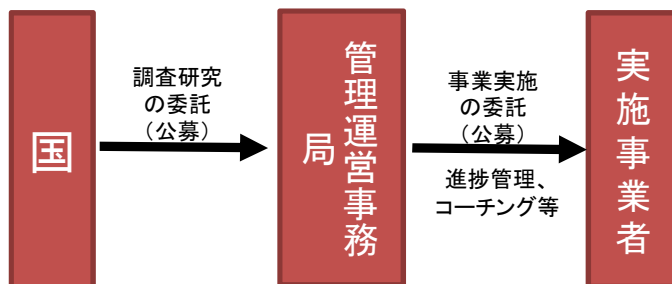 国
調査研究
の委託
（公募）
管理運営事務
局
事業実施
の委託
（公募）
進捗管理、
コーチング等
実施事業者